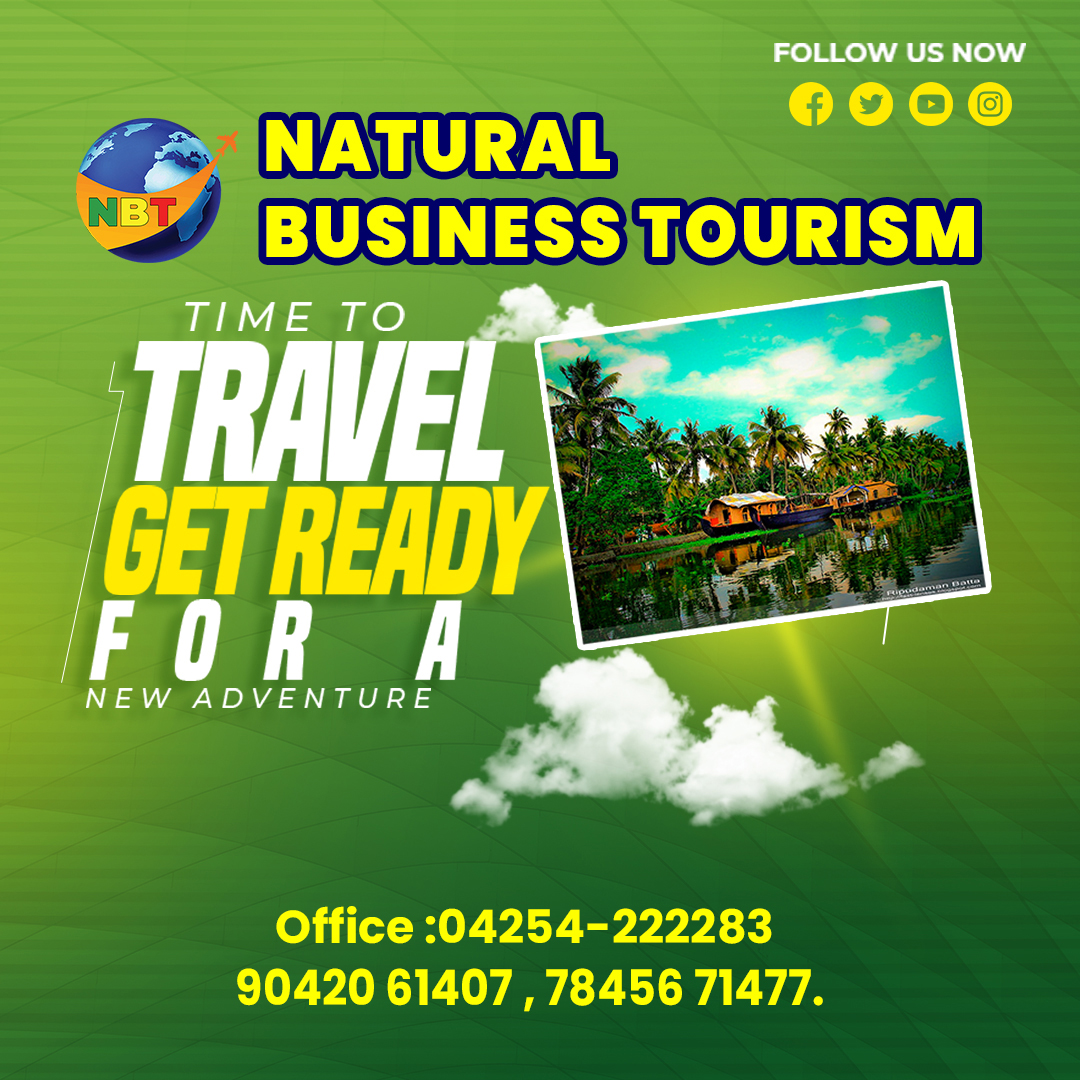 FOLLOW US NOW
NBT
NATURAL
BUSINESS TOURISM
TIME TO
TRAVEL
GET READY
FOR A
NEW ADVENTURE
Ripudaman Batta
Office :04254-222283
90420 61407 , 78456 71477.